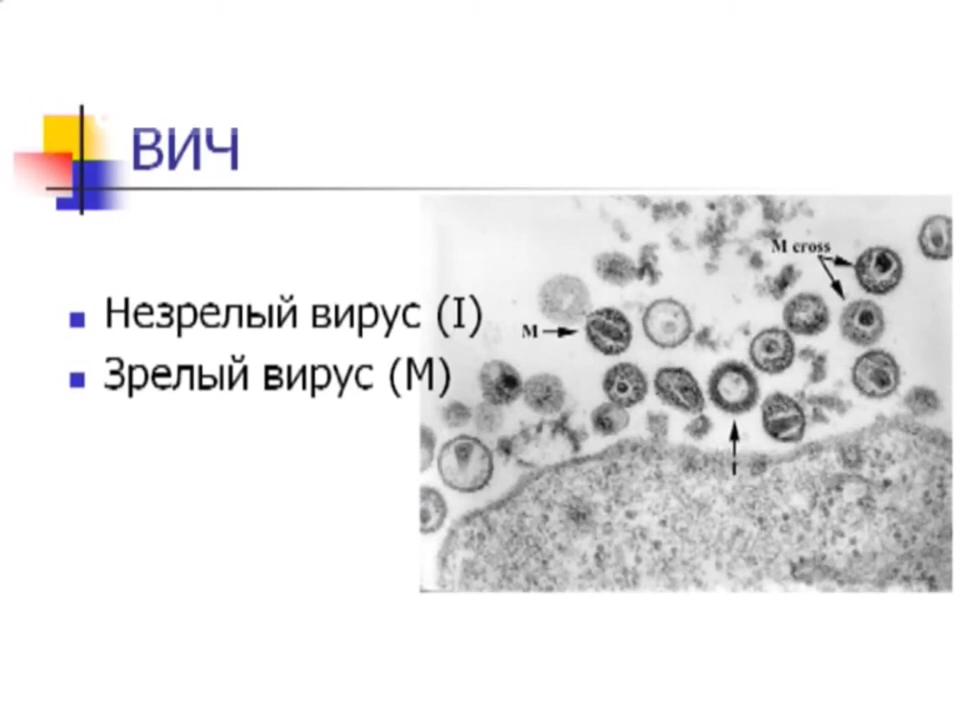 ВИЧ
Незрелый вирус (I)
Зрелый вирус (M)
M cross
M
I